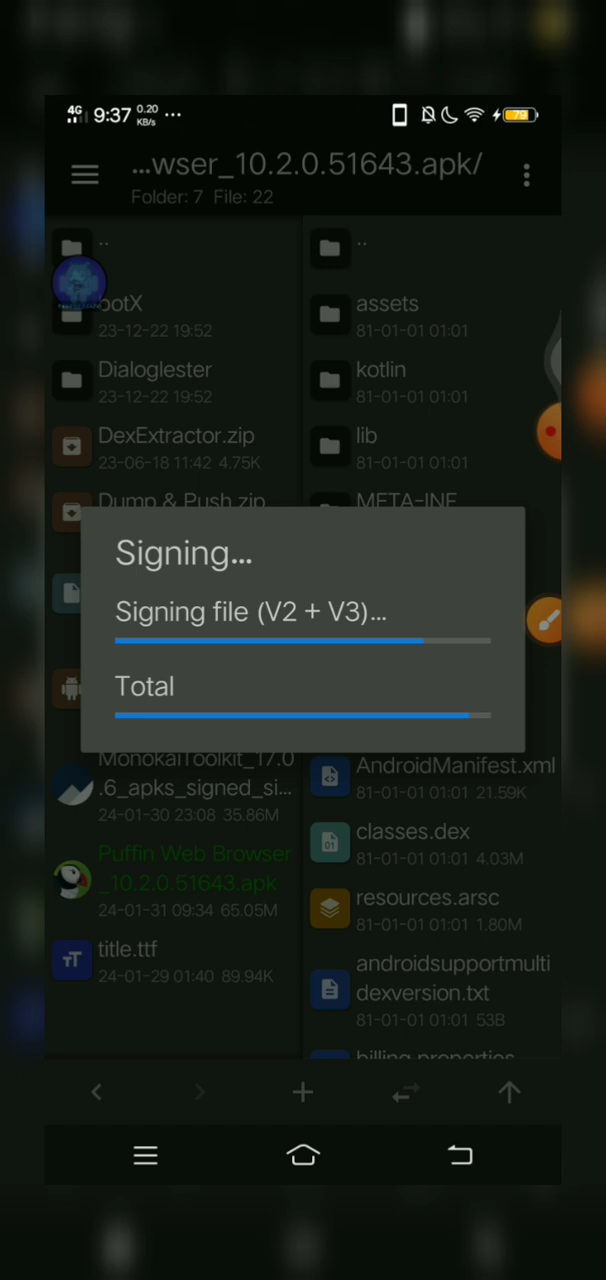 4G 9:37 0.20 KB/s ... 79
...wser_10.2.0.51643.apk/
Folder: 7 File: 22
..
botX
23-12-22 19:52
Dialoglester
23-12-22 19:52
DexExtractor.zip
23-06-18 11:42 4.75K
Dump & Push.zip
..
assets
81-01-01 01:01
kotlin
81-01-01 01:01
lib
81-01-01 01:01
META-INF
Signing...
Signing file (V2 + V3)...
Total
MonokaiToolkit_17.0
.6_apks_signed_si...
24-01-30 23:08 35.86M
Puffin Web Browser
_10.2.0.51643.apk
24-01-31 09:34 65.05M
title.ttf
24-01-29 01:40 89.94K
AndroidManifest.xml
81-01-01 01:01 21.59K
classes.dex
81-01-01 01:01 4.03M
resources.arsc
81-01-01 01:01 1.80M
androidsupportmulti
dexversion.txt
81-01-01 01:01 53B
billing.properties